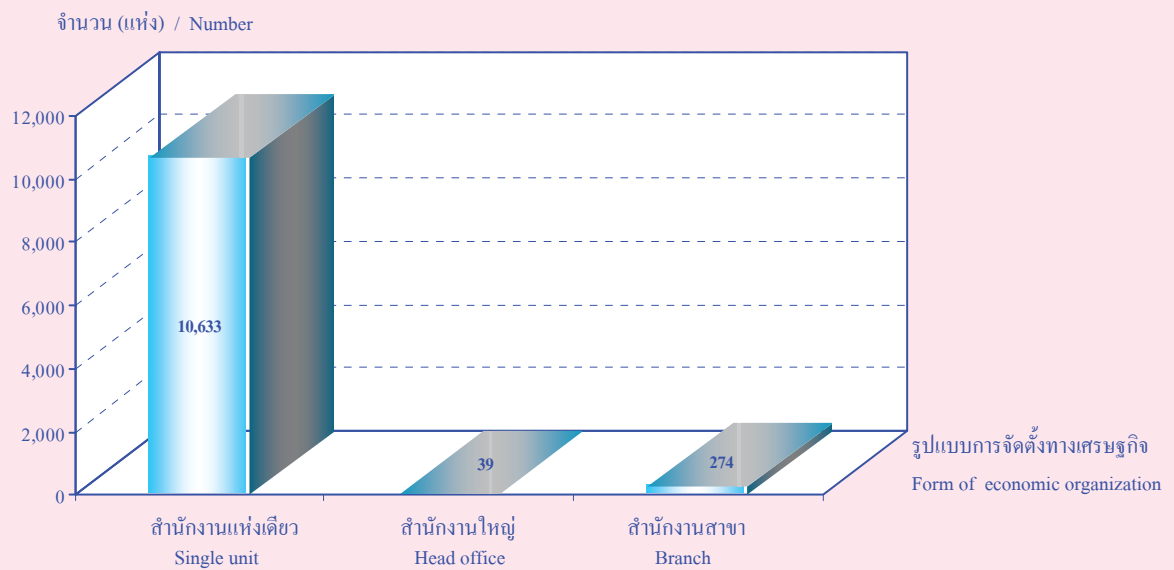 จำนวน (แห่ง) / Number
12,000
10,000
8,000
6,000
4,000
2,000
0
10,633
39
274
รูปแบบการจัดตั้งทางเศรษฐกิจ
Form of economic organization
สำนักงานแห่งเดียว
Single unit
สำนักงานใหญ่
Head office
สำนักงานสาขา
Branch